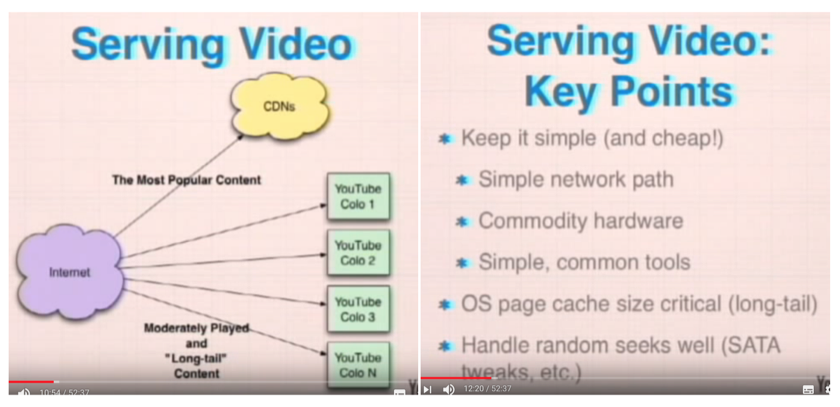 Serving Video
CDNs
The Most Popular Content
YouTube
Colo 1
YouTube
Colo 2
Internet
YouTube
Colo 3
Moderately Played
and
"Long-tail"
Content
YouTube
Colo N
10:54 / 52:37
Serving Video:
Key Points
Keep it simple (and cheap!)
Simple network path
Commodity hardware
Simple, common tools
OS page cache size critical (long-tail)
Handle random seeks well (SATA
tweaks, etc.)
12:20 / 52:37